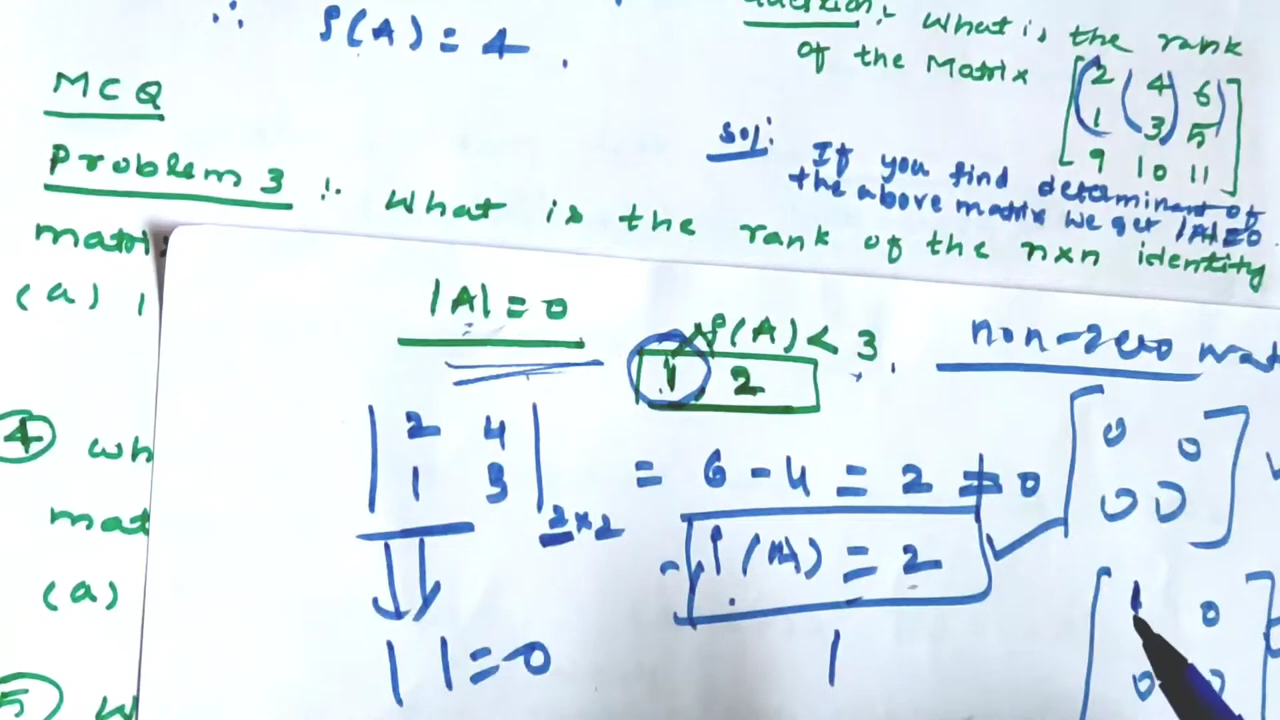 ∴ ρ(A) = 4 .
Question: What is the rank
of the Matrix [2 4 6
1 3 5
9 10 11]
Sol: If you find determinant of
the above matrix we get |A|=0.
MCQ
Problem 3 :. What is the rank of the nxn identity
matri
(a) 1
|A| = 0
ρ(A) < 3.
1 2
non-zero mat
|2 4
1 3| 2x2 = 6 - 4 = 2 ≠ 0
∴ ρ(A) = 2
| | = 0
1
[0 0
0 0]
[1 0
0 0]
④ wh
mat
(a)
⑤ W